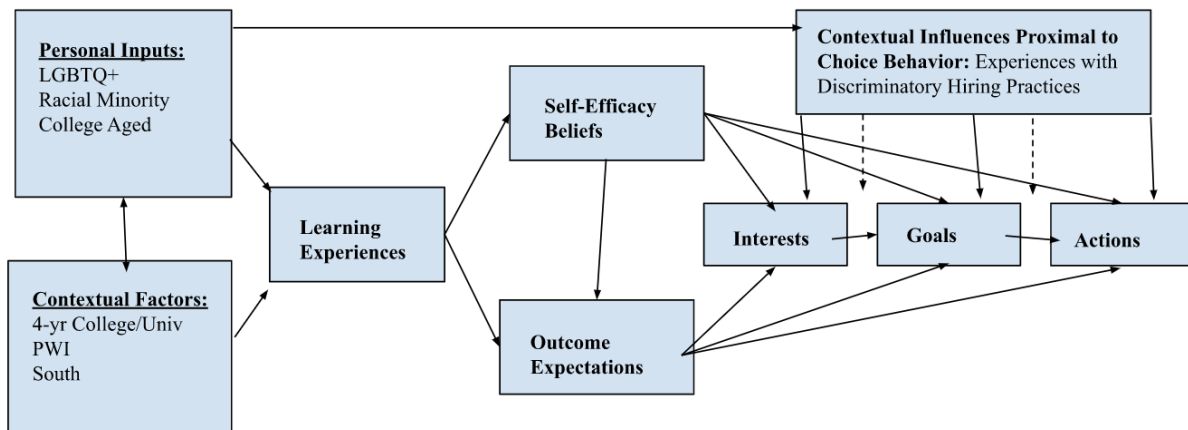 Personal Inputs:
LGBTQ+
Racial Minority
College Aged
Contextual Factors:
4-yr College/Univ
PWI
South
Learning
Experiences
Self-Efficacy
Beliefs
Outcome
Expectations
Contextual Influences Proximal to
Choice Behavior: Experiences with
Discriminatory Hiring Practices
Interests
Goals
Actions